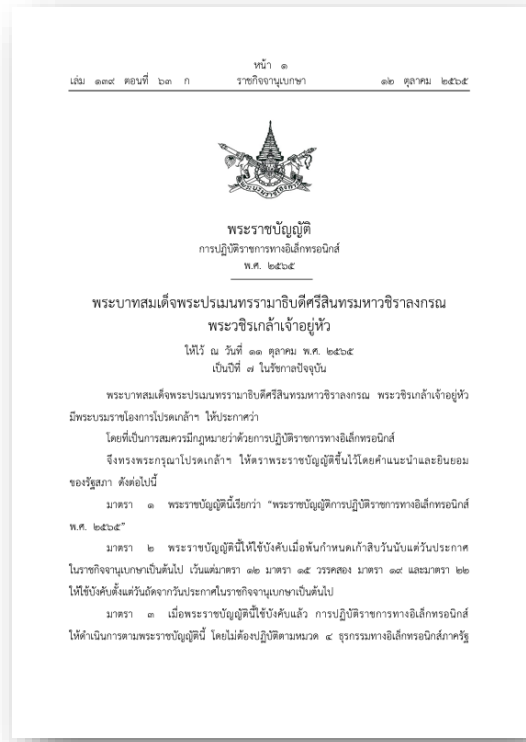 หน้า ๑
เล่ม ๑๓๙ ตอนที่ ๖๓ ก ราชกิจจานุเบกษา ๑๒ ตุลาคม ๒๕๖๕
พระราชบัญญัติ
การปฏิบัติราชการทางอิเล็กทรอนิกส์
พ.ศ. ๒๕๖๕
พระบาทสมเด็จพระปรเมนทรรามาธิบดีศรีสินทรมหาวชิราลงกรณ
พระวชิรเกล้าเจ้าอยู่หัว
ให้ไว้ ณ วันที่ ๑๑ ตุลาคม พ.ศ. ๒๕๖๕
เป็นปีที่ ๗ ในรัชกาลปัจจุบัน
พระบาทสมเด็จพระปรเมนทรรามาธิบดีศรีสินทรมหาวชิราลงกรณ พระวชิรเกล้าเจ้าอยู่หัว
มีพระบรมราชโองการโปรดเกล้าฯ ให้ประกาศว่า
โดยที่เป็นการสมควรมีกฎหมายว่าด้วยการปฏิบัติราชการทางอิเล็กทรอนิกส์
จึงทรงพระกรุณาโปรดเกล้าฯ ให้ตราพระราชบัญญัติขึ้นไว้โดยคำแนะนำและยินยอม
ของรัฐสภา ดังต่อไปนี้
มาตรา ๑ พระราชบัญญัตินี้เรียกว่า “พระราชบัญญัติการปฏิบัติราชการทางอิเล็กทรอนิกส์
พ.ศ. ๒๕๖๕”
มาตรา ๒ พระราชบัญญัตินี้ให้ใช้บังคับเมื่อพ้นกำหนดเก้าสิบวันนับแต่วันประกาศ
ในราชกิจจานุเบกษาเป็นต้นไป เว้นแต่มาตรา ๑๒ มาตรา ๑๕ วรรคสอง มาตรา ๑๙ และมาตรา ๒๒
ให้ใช้บังคับตั้งแต่วันถัดจากวันประกาศในราชกิจจานุเบกษาเป็นต้นไป
มาตรา ๓ เมื่อพระราชบัญญัตินี้ใช้บังคับแล้ว การปฏิบัติราชการทางอิเล็กทรอนิกส์
ให้ดำเนินการตามพระราชบัญญัตินี้ โดยไม่ต้องปฏิบัติตามหมวด ๔ ธุรกรรมทางอิเล็กทรอนิกส์ภาครัฐ